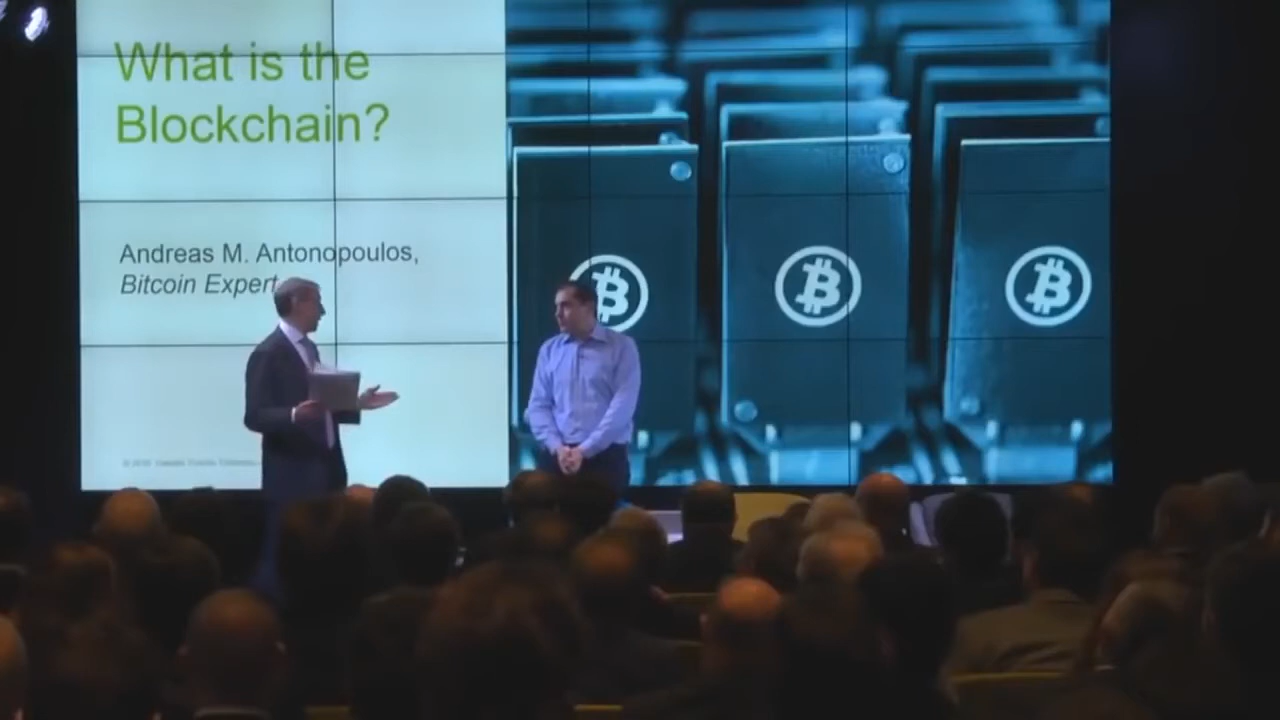 What is the
Blockchain?
Andreas M. Antonopoulos,
Bitcoin Expert